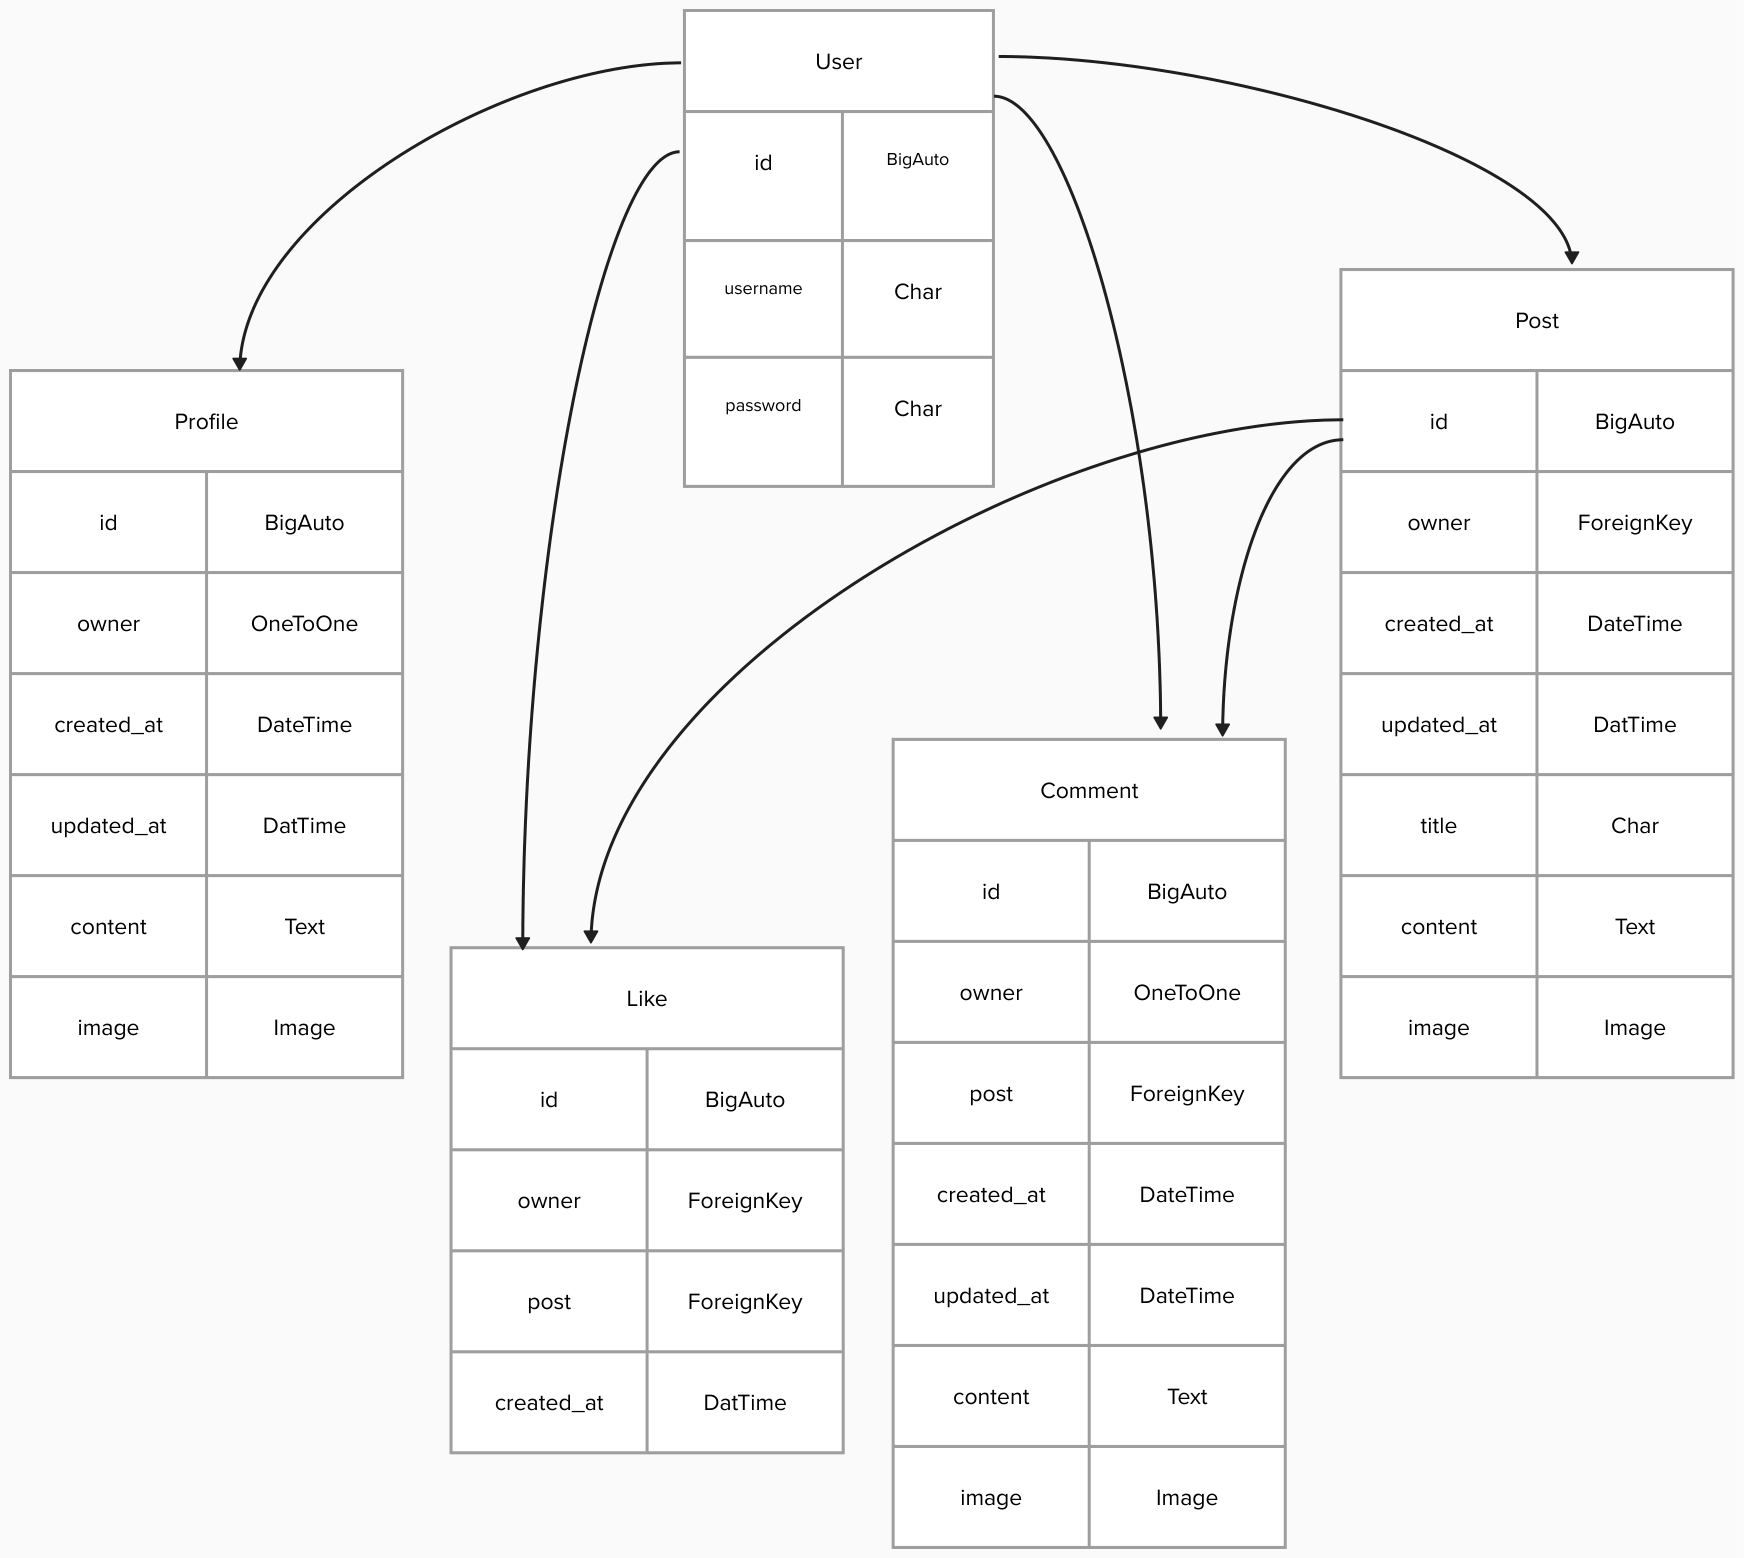 User
id BigAuto
username Char
password Char
Profile
id BigAuto
owner OneToOne
created_at DateTime
updated_at DatTime
content Text
image Image
Like
id BigAuto
owner ForeignKey
post ForeignKey
created_at DatTime
Comment
id BigAuto
owner OneToOne
post ForeignKey
created_at DateTime
updated_at DateTime
content Text
image Image
Post
id BigAuto
owner ForeignKey
created_at DateTime
updated_at DatTime
title Char
content Text
image Image